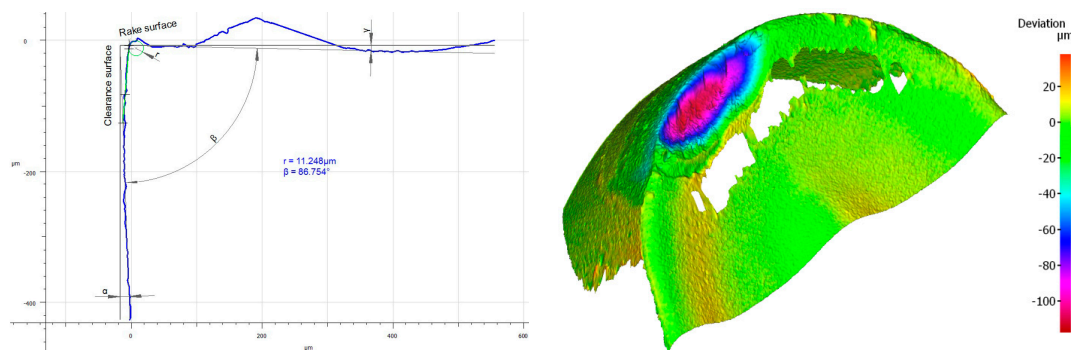 Rake surface
Clearance surface
r
γ
β
α
r = 11.248µm
β = 86.754°
0
-200
-400
µm
0
200
400
600
µm
Deviation
µm
20
0
-20
-40
-60
-80
-100